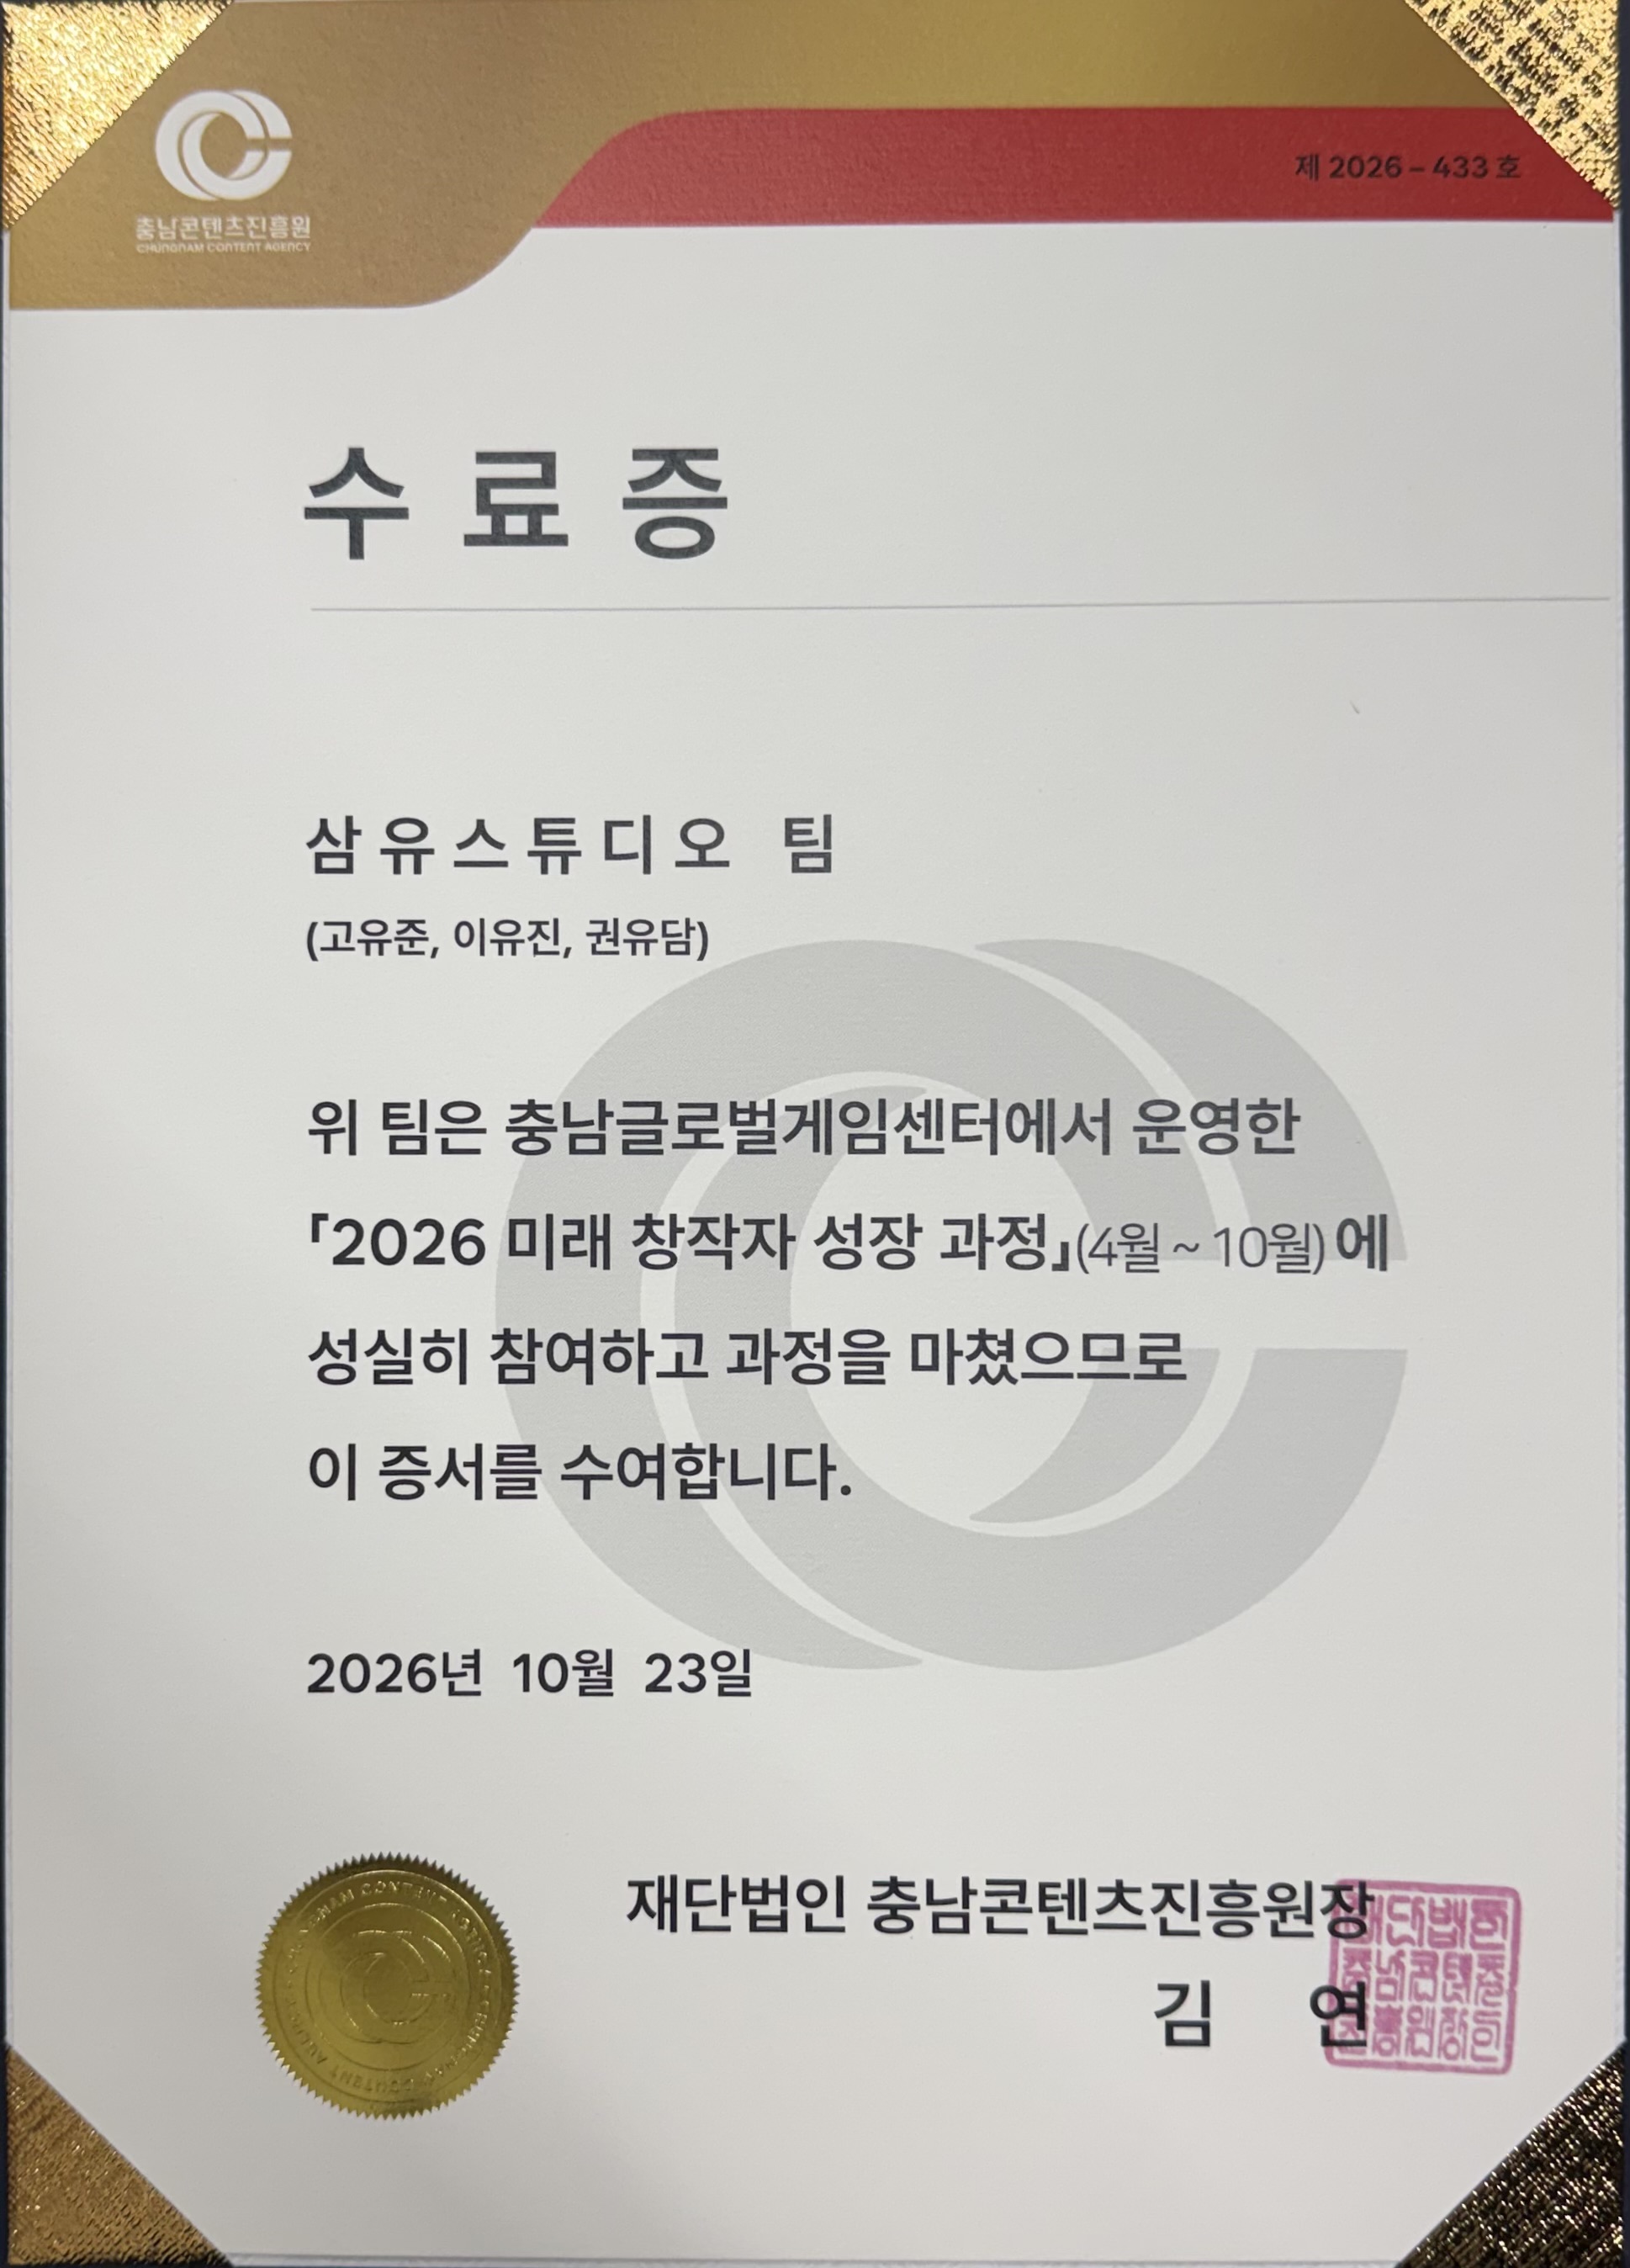 충남콘텐츠진흥원
CHUNGNAM CONTENT AGENCY
제 2026 – 433 호
수료증
삼유스튜디오 팀
(고유준, 이유진, 권유담)
위 팀은 충남글로벌게임센터에서 운영한
「2026 미래 창작자 성장 과정」(4월 ~ 10월)에
성실히 참여하고 과정을 마쳤으므로
이 증서를 수여합니다.
2026년 10월 23일
재단법인 충남콘텐츠진흥원장
김 연